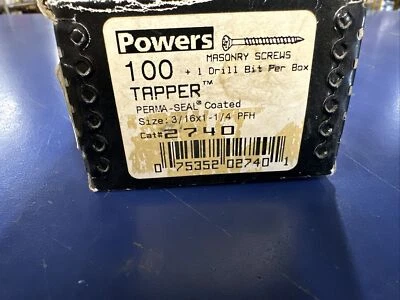 Powers
MASONRY SCREWS
100 + 1 Drill Bit Per Box
TAPPER™
PERMA-SEAL® Coated
Size: 3/16x1-1/4 PFH
Cat# 2740
0 75352 02740 1